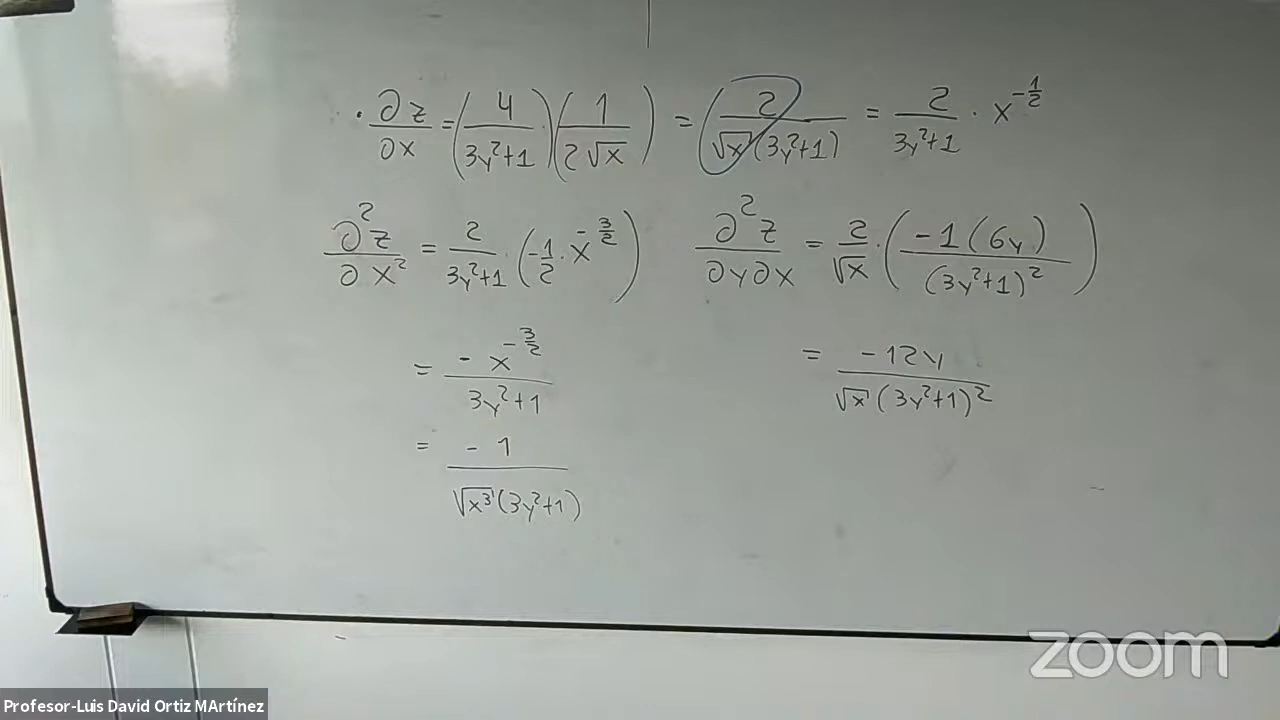 · ∂z/∂x = (4/(3y²+1))(1/(2√x)) = (2/(√x(3y²+1))) = 2/(3y²+1) · x^(-1/2)
∂²z/∂x² = 2/(3y²+1) · (-1/2 · x^(-3/2))
∂²z/∂y∂x = 2/√x · (-1(6y)/(3y²+1)²)
= -x^(-3/2)/(3y²+1)
= -12y/(√x(3y²+1)²)
= -1/(√x³(3y²+1))
zoom
Profesor-Luis David Ortiz MArtínez